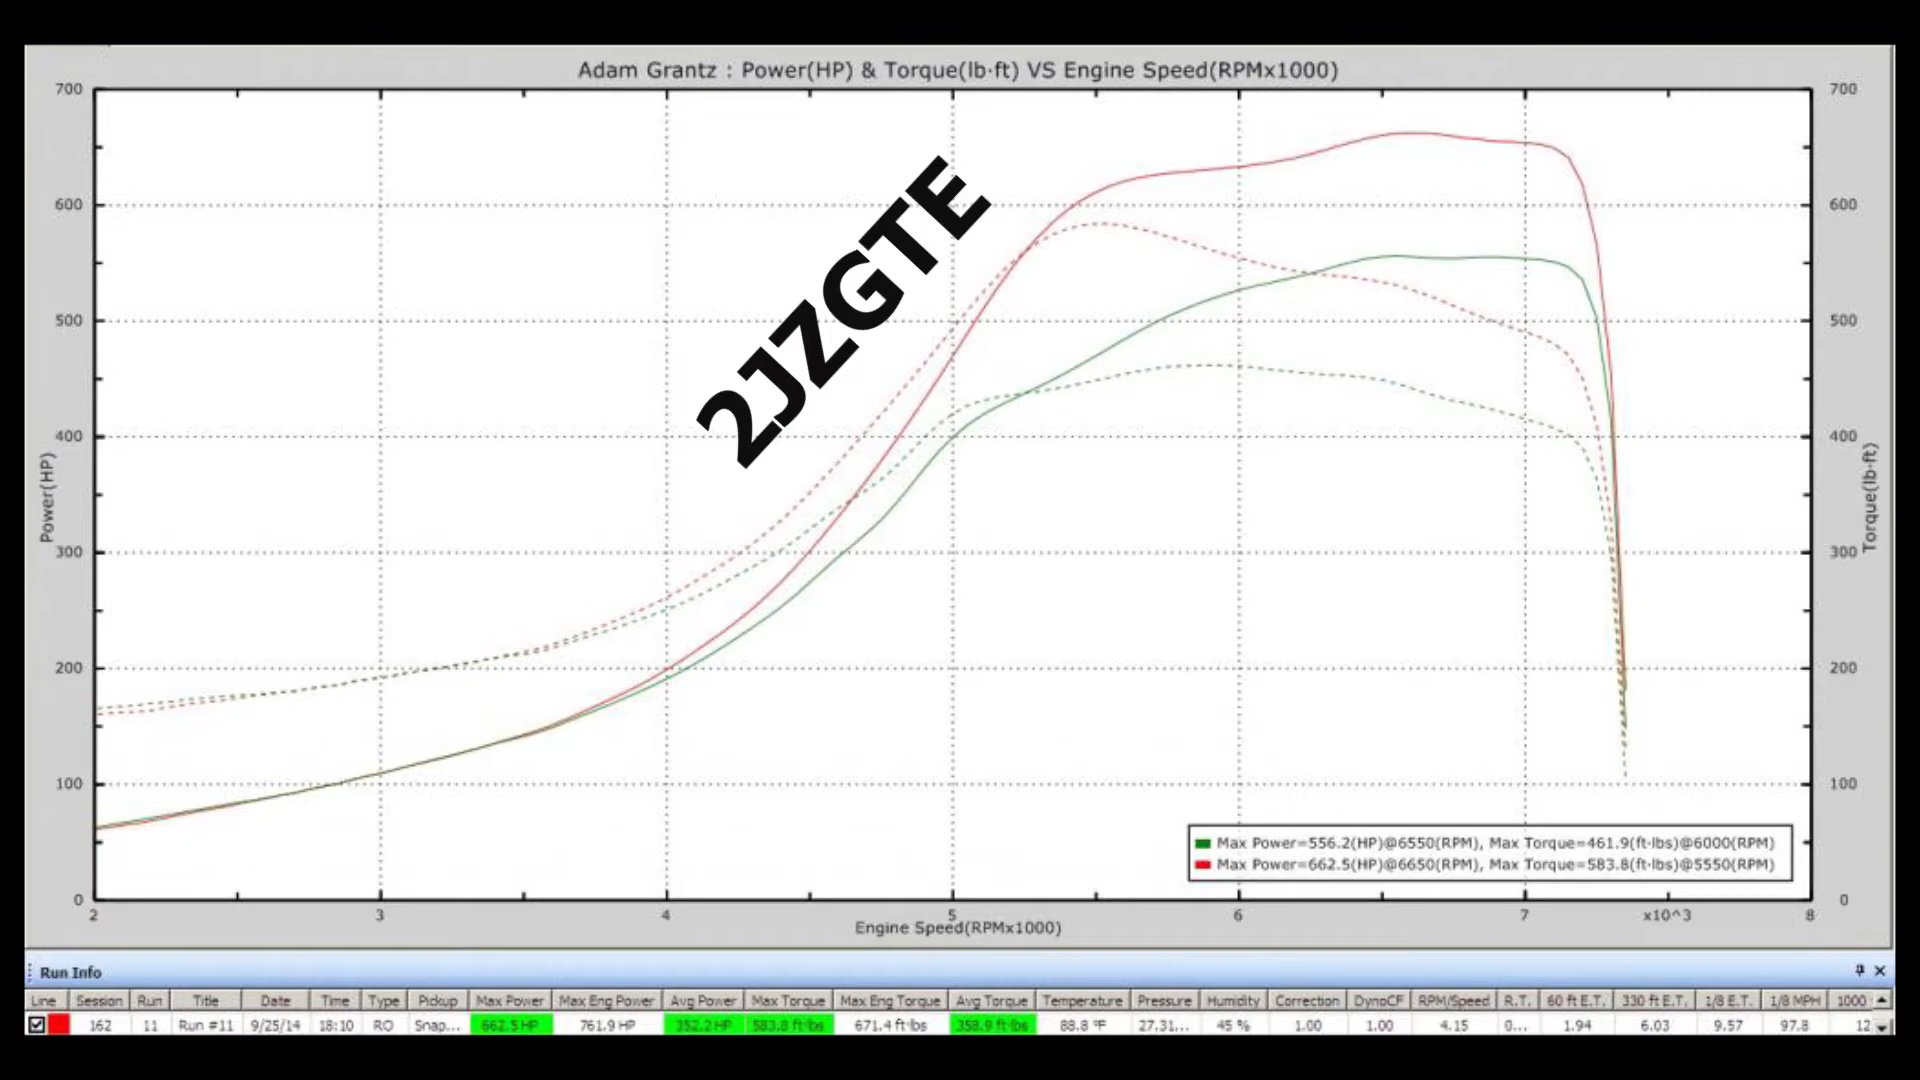 Adam Grantz : Power(HP) & Torque(lb·ft) VS Engine Speed(RPMx1000)
700
600
500
400
300
200
100
0
Power(HP)
2JZGTE
700
600
500
400
300
200
100
0
Torque(lb·ft)
Max Power=556.2(HP)@6550(RPM), Max Torque=461.9(ft·lbs)@6000(RPM)
Max Power=662.5(HP)@6650(RPM), Max Torque=583.8(ft·lbs)@5550(RPM)
2 3 4 5 6 7 x10^3 8
Engine Speed(RPMx1000)
Run Info
Line Session Run Title Date Time Type Pickup Max Power Max Eng Power Avg Power Max Torque Max Eng Torque Avg Torque Temperature Pressure Humidity Correction DynoCF RPM/Speed R.T. 60 ft E.T. 330 ft E.T. 1/8 E.T. 1/8 MPH 1000
162 11 Run #11 9/25/14 18:10 RO Snap... 662.5 HP 761.9 HP 352.2 HP 583.8 ft·lbs 671.4 ft·lbs 358.9 ft·lbs 88.8 °F 27.31... 45 % 1.00 1.00 4.15 0... 1.94 6.03 9.57 97.8 12